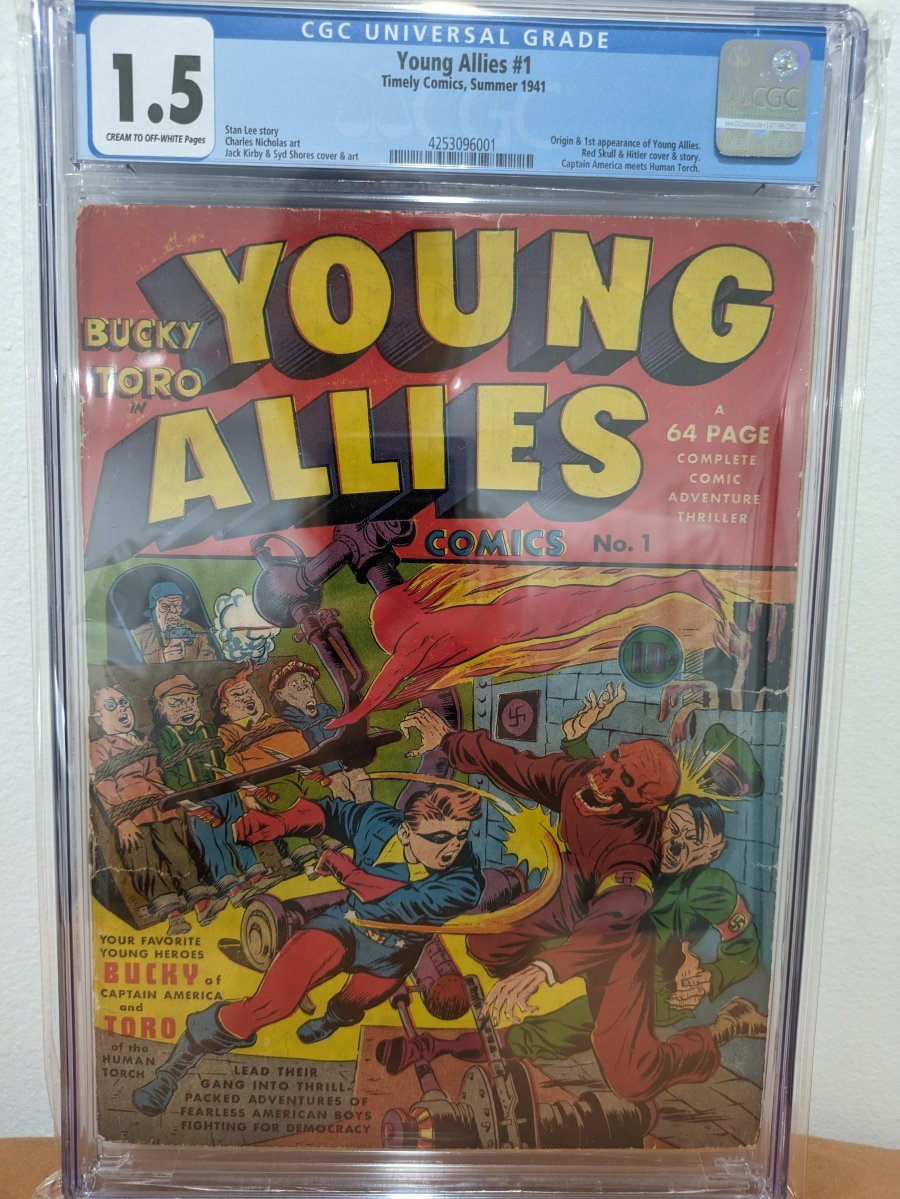 CGC UNIVERSAL GRADE
1.5
CREAM TO OFF-WHITE Pages
Young Allies #1
Timely Comics, Summer 1941
Stan Lee story
Charles Nicholas art
Jack Kirby & Syd Shores cover & art
4253096001
Origin & 1st appearance of Young Allies.
Red Skull & Hitler cover & story.
Captain America meets Human Torch.
CGC
YOUNG
BUCKY
TORO
IN
ALLIES
A
64 PAGE
COMPLETE
COMIC
ADVENTURE
THRILLER
COMICS No. 1
10¢
YOUR FAVORITE
YOUNG HEROES
BUCKY of
CAPTAIN AMERICA
and
TORO
of the
HUMAN
TORCH
LEAD THEIR
GANG INTO THRILL-
PACKED ADVENTURES OF
FEARLESS AMERICAN BOYS
FIGHTING FOR DEMOCRACY